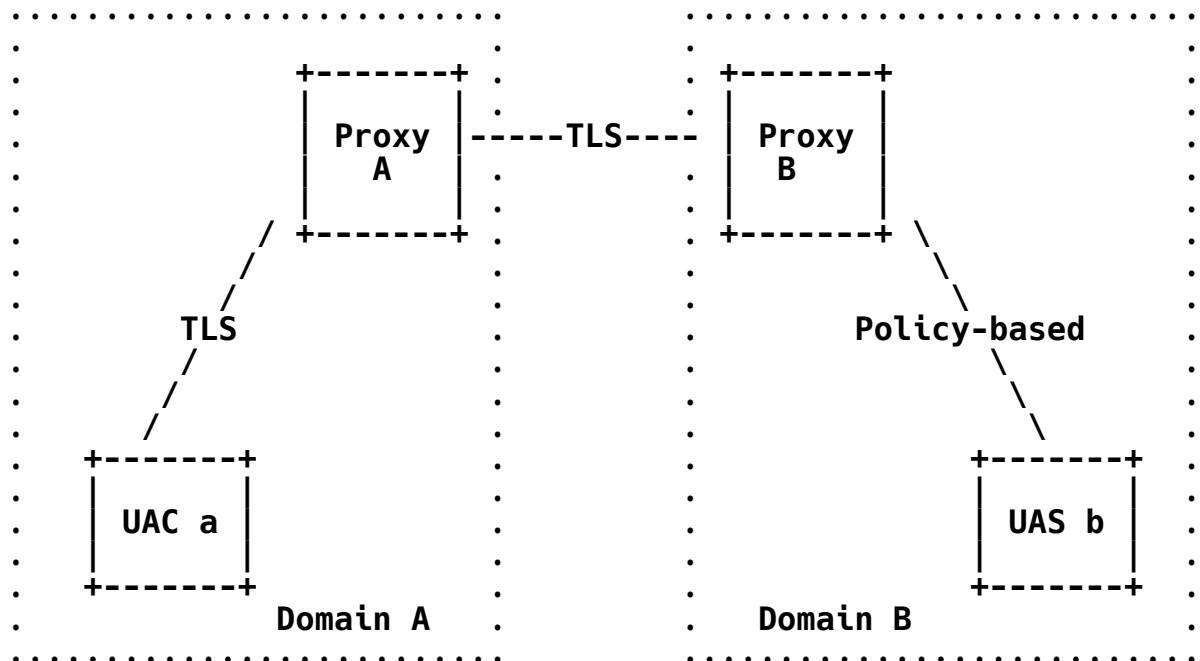 Proxy -----TLS---- Proxy
A B
TLS Policy-based
UAC a UAS b
Domain A Domain B